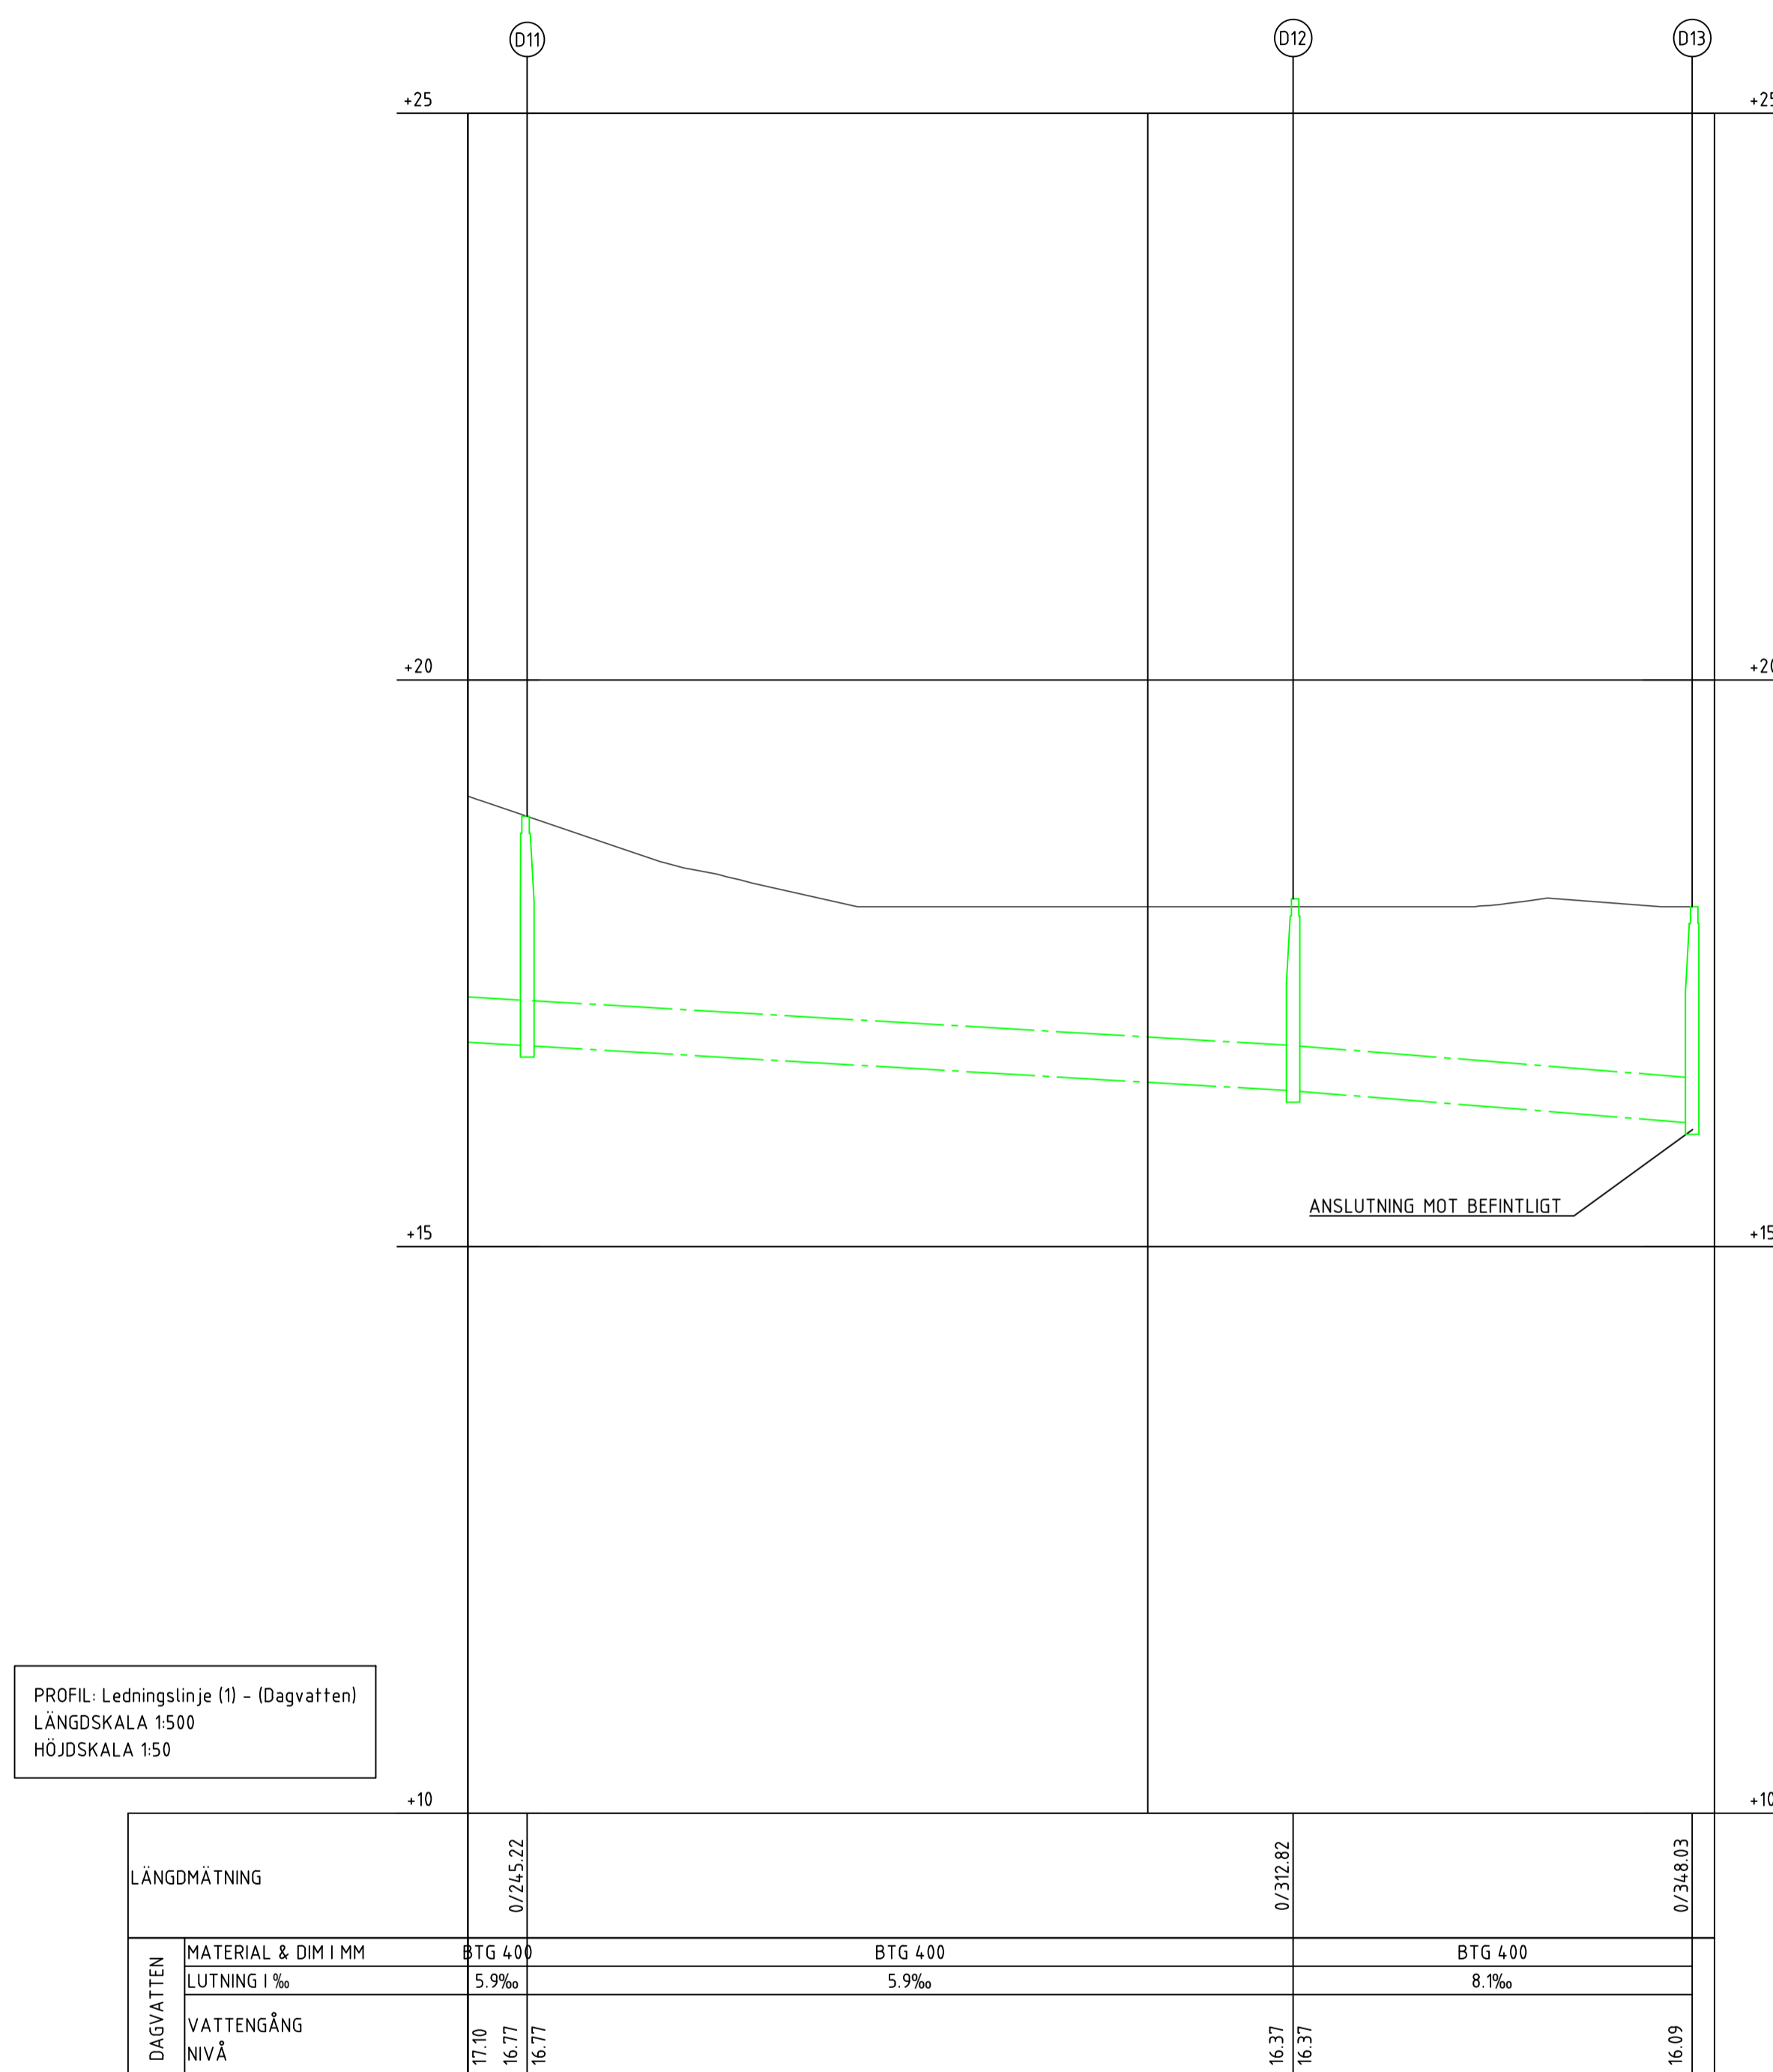 D11
D12
D13
+25
+25
+20
+20
ANSLUTNING MOT BEFINTLIGT
+15
+15
PROFIL: Ledningslinje (1) - (Dagvatten)
LÄNGDSKALA 1:500
HÖJDSKALA 1:50
+10
+10
LÄNGDMÄTNING
0/245.22
0/312.82
0/348.03
DAGVATTEN
MATERIAL & DIM I MM
BTG 400
BTG 400
BTG 400
LUTNING I ‰
5.9‰
5.9‰
8.1‰
VATTENGÅNG
NIVÅ
17.10
16.77
16.77
16.37
16.37
16.09